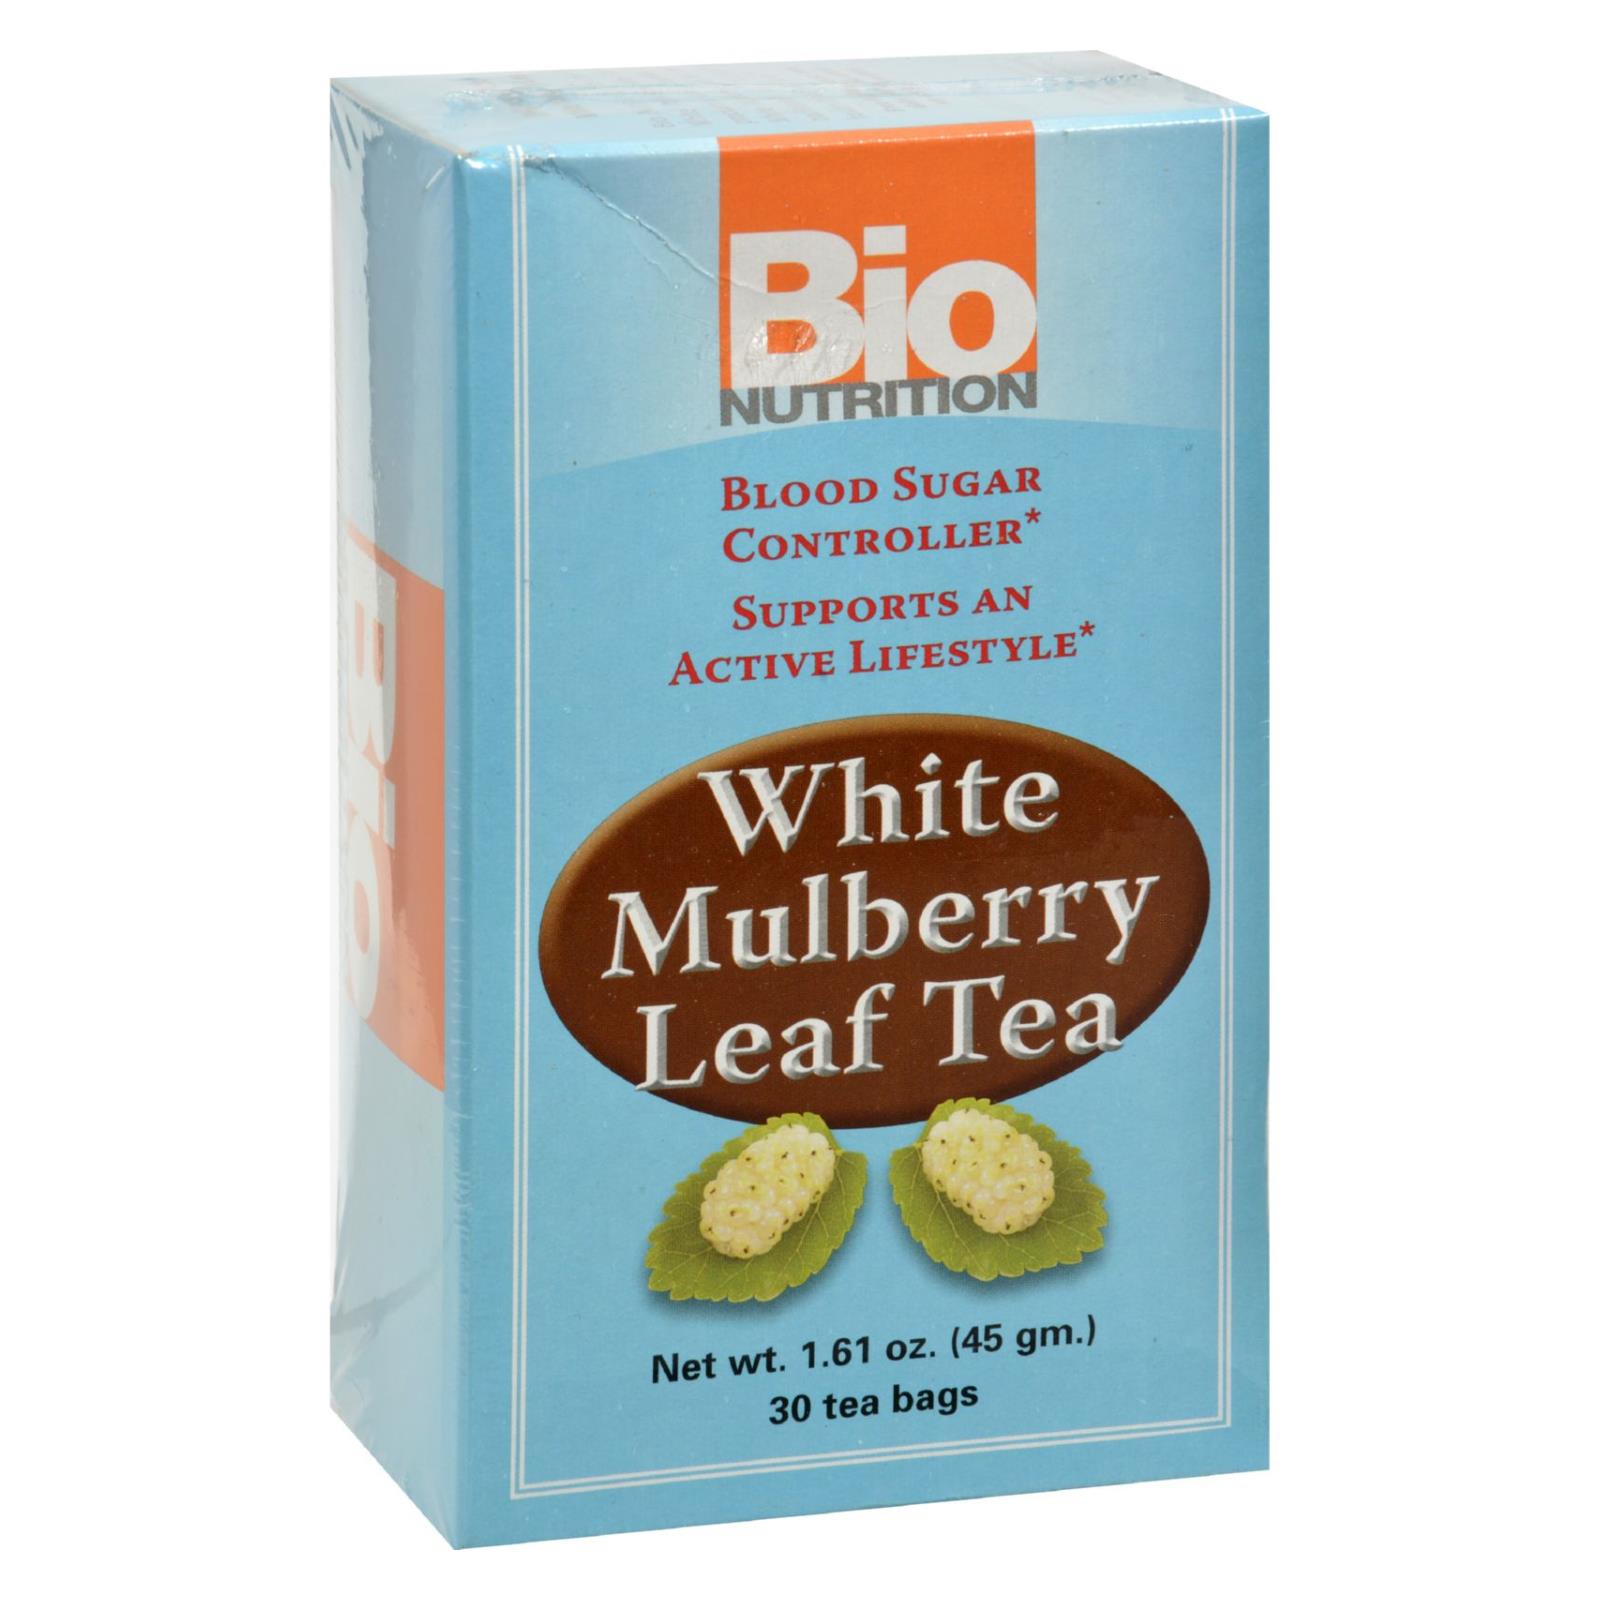 Bio
NUTRITION
BLOOD SUGAR
CONTROLLER*
SUPPORTS AN
ACTIVE LIFESTYLE*
White
Mulberry
Leaf Tea
Net wt. 1.61 oz. (45 gm.)
30 tea bags
Bio